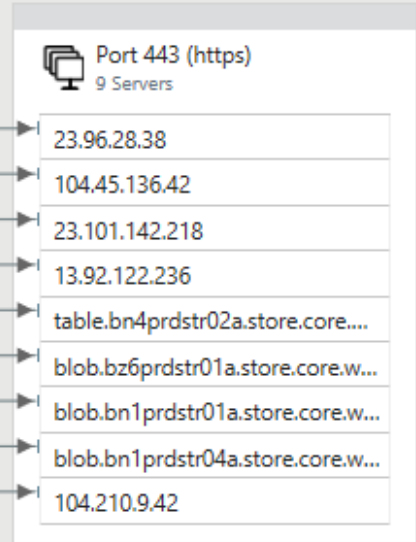 Port 443 (https)
9 Servers
23.96.28.38
104.45.136.42
23.101.142.218
13.92.122.236
table.bn4prdstr02a.store.core....
blob.bz6prdstr01a.store.core.w...
blob.bn1prdstr01a.store.core.w...
blob.bn1prdstr04a.store.core.w...
104.210.9.42